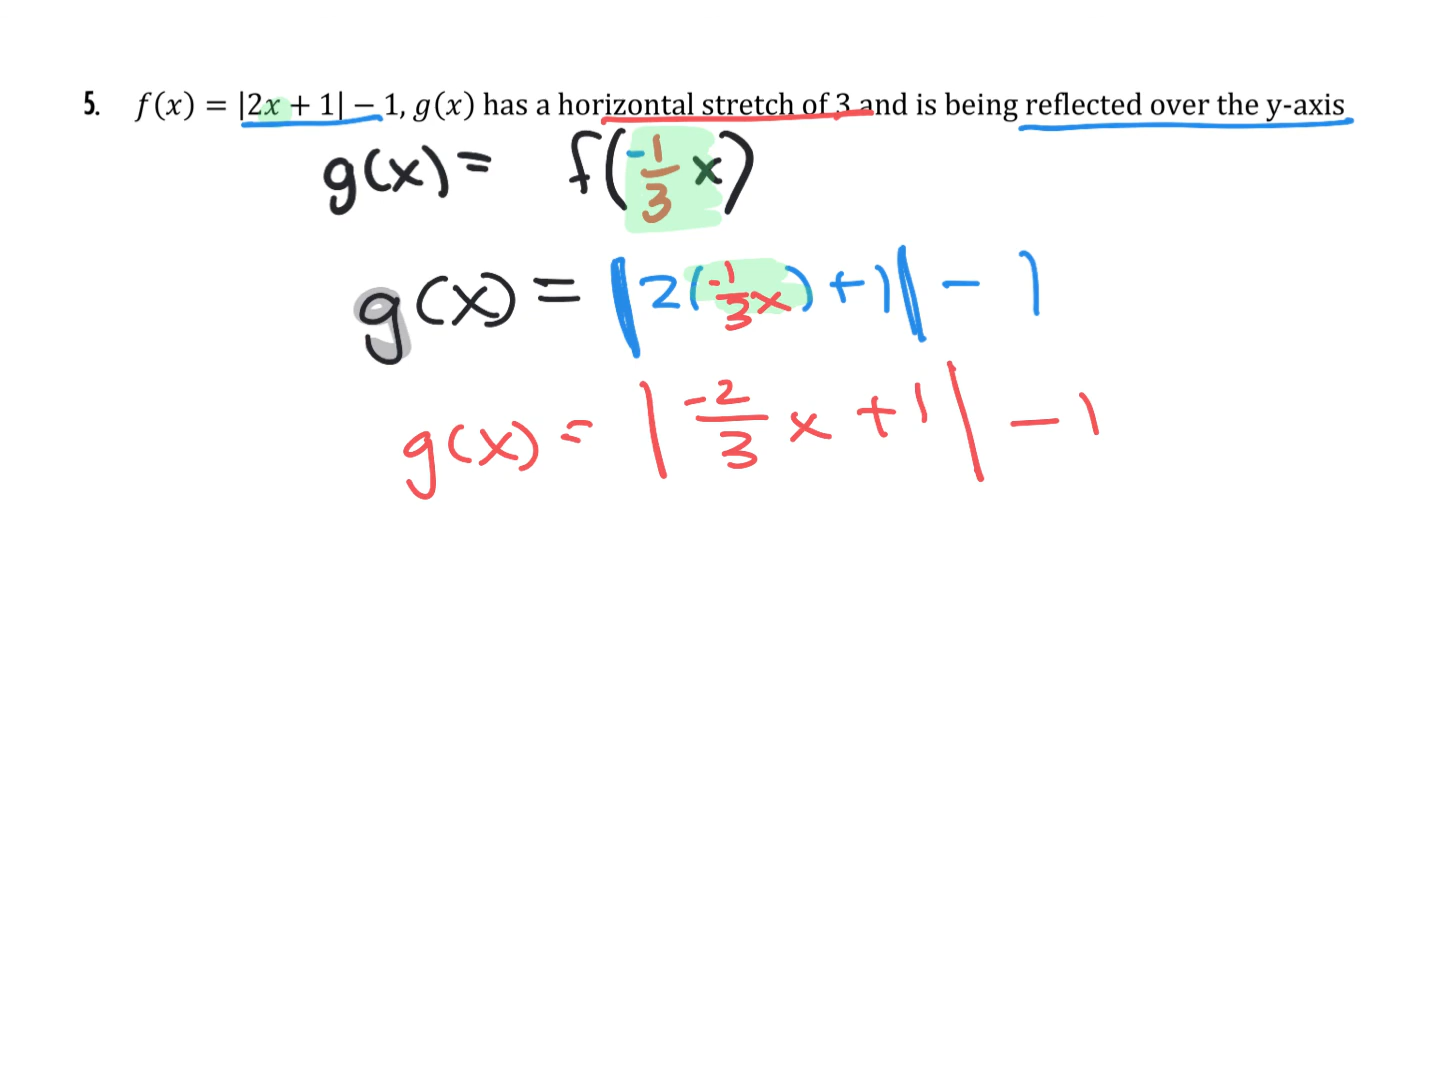 5. f(x) = |2x + 1| − 1, g(x) has a horizontal stretch of 3 and is being reflected over the y-axis
g(x) = f(-1/3 x)
g(x) = |2(-1/3 x) + 1| - 1
g(x) = |-2/3 x + 1| - 1